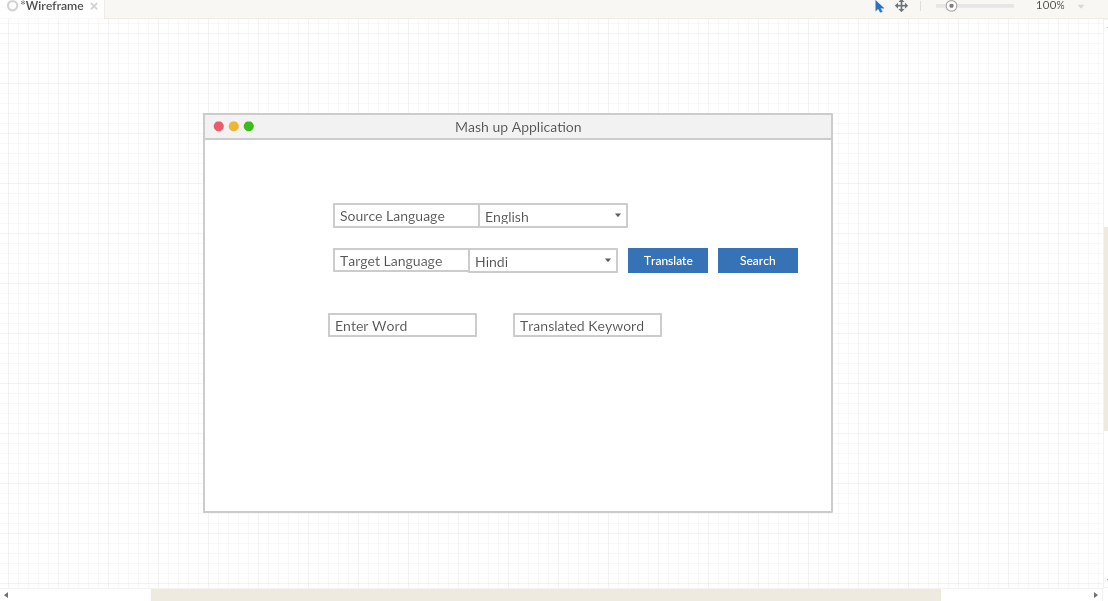 *Wireframe
100%
Mash up Application
Source Language English
Target Language Hindi Translate Search
Enter Word Translated Keyword